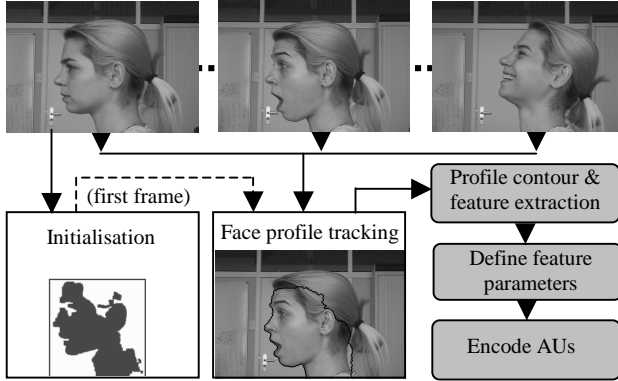 (first frame)
Initialisation
Face profile tracking
Profile contour &
feature extraction
Define feature
parameters
Encode AUs